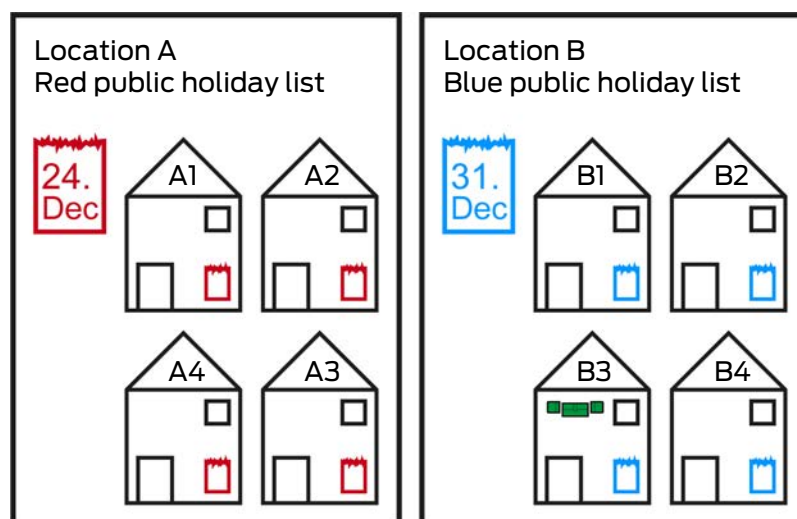 Location A
Red public holiday list
24.
Dec
A1
A2
A4
A3
Location B
Blue public holiday list
31.
Dec
B1
B2
B3
B4